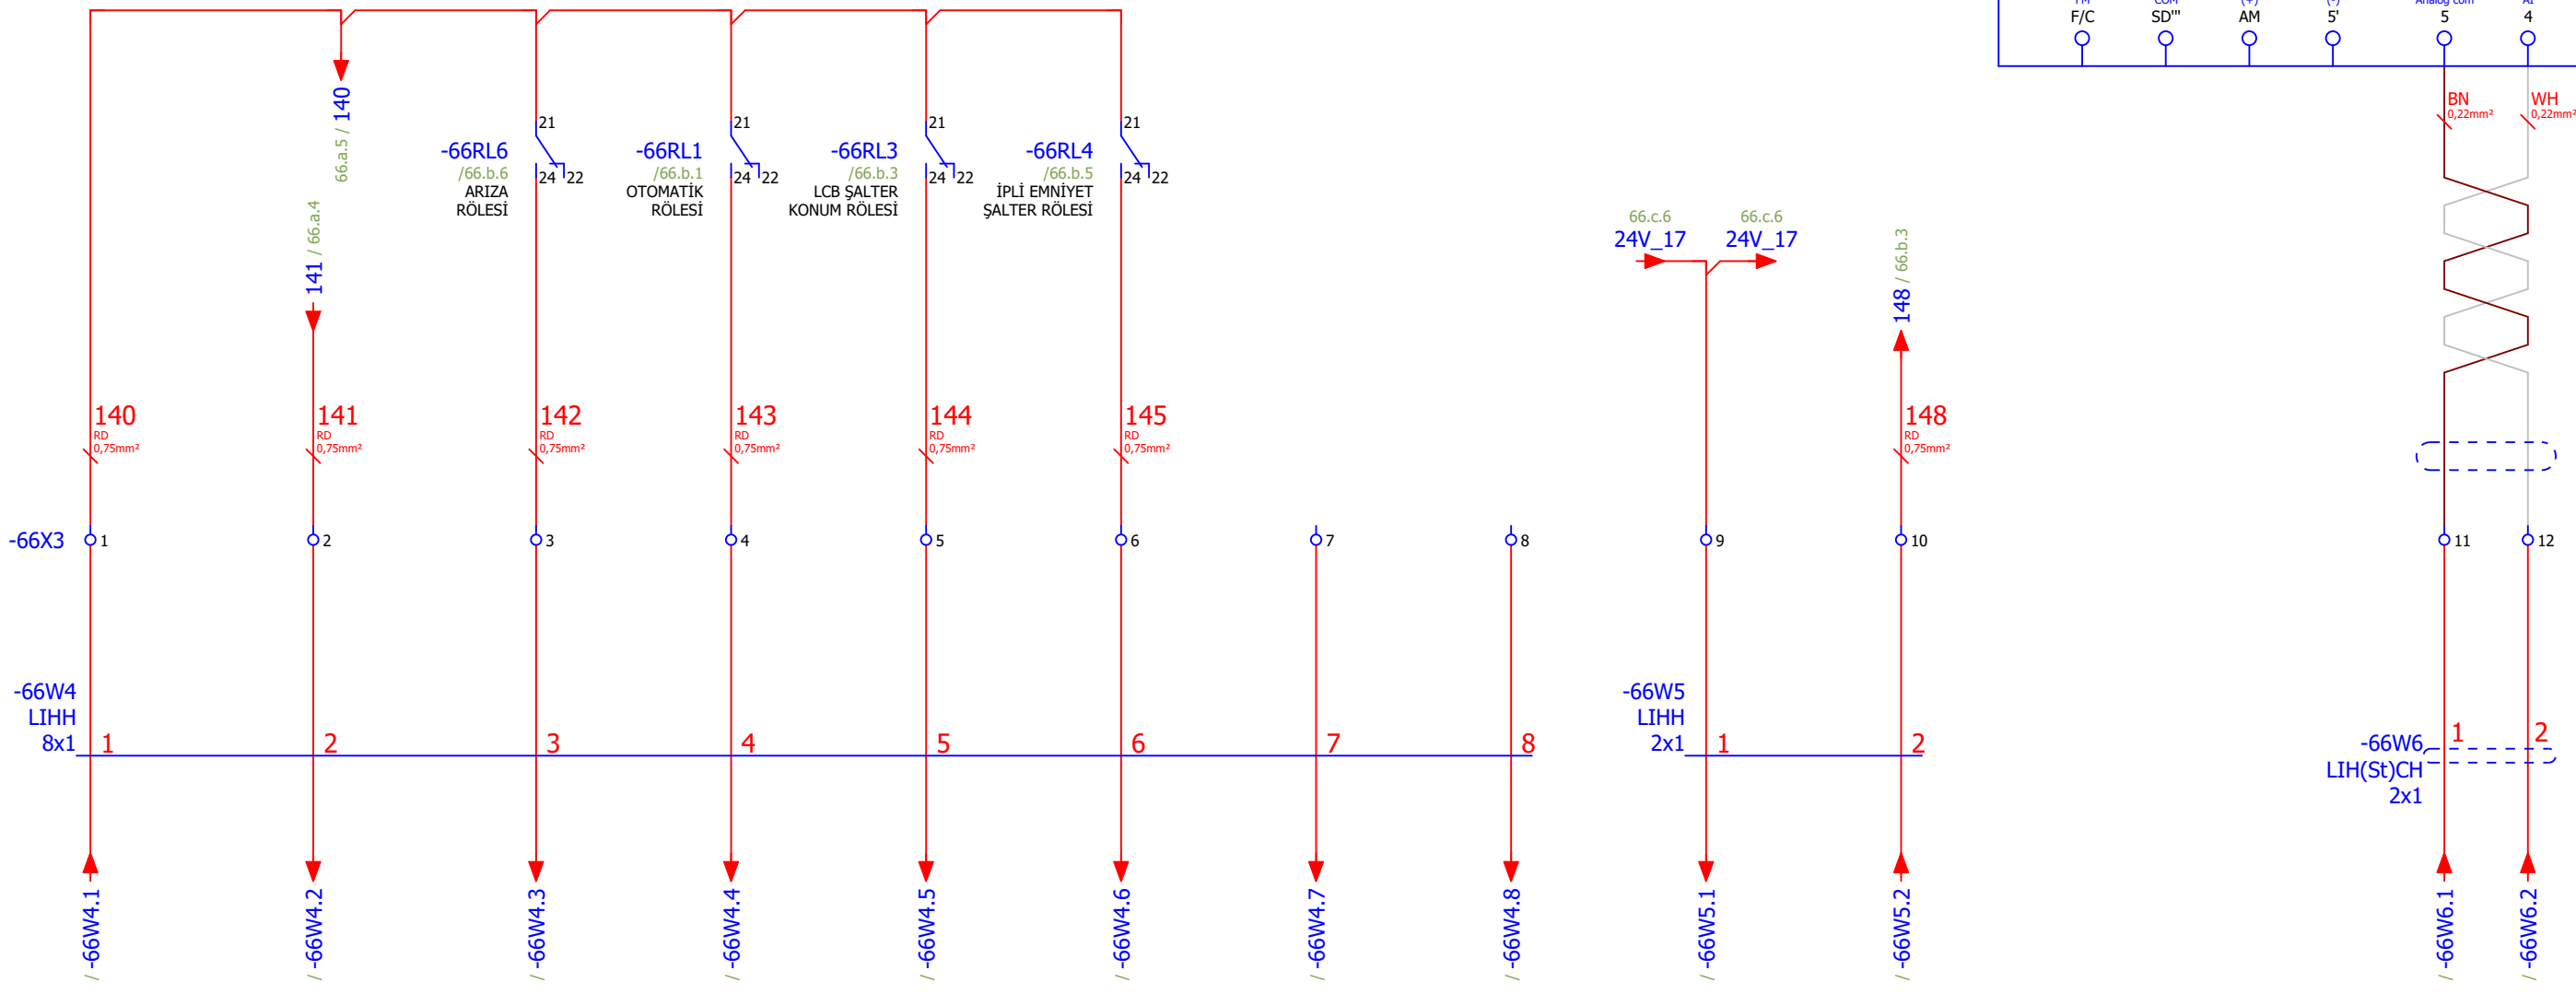 FM COM (+) (-) Analog com AI
F/C SD''' AM 5' 5 4
BN
0,22mm²
WH
0,22mm²
66.a.5 / 140
141 / 66.a.4
21
-66RL6
/66.b.6
24 22
ARIZA
RÖLESİ
21
-66RL1
/66.b.1
24 22
OTOMATİK
RÖLESİ
21
-66RL3
/66.b.3
24 22
LCB ŞALTER
KONUM RÖLESİ
21
-66RL4
/66.b.5
24 22
İPLİ EMNİYET
ŞALTER RÖLESİ
66.c.6 66.c.6
24V_17 24V_17
148 / 66.b.3
140
RD
0,75mm²
141
RD
0,75mm²
142
RD
0,75mm²
143
RD
0,75mm²
144
RD
0,75mm²
145
RD
0,75mm²
148
RD
0,75mm²
-66X3 1 2 3 4 5 6 7 8 9 10 11 12
-66W4
LIHH
8x1 1 2 3 4 5 6 7 8
-66W5
LIHH
2x1 1 2
-66W6 1 2
LIH(St)CH
2x1
/ -66W4.1
/ -66W4.2
/ -66W4.3
/ -66W4.4
/ -66W4.5
/ -66W4.6
/ -66W4.7
/ -66W4.8
/ -66W5.1
/ -66W5.2
/ -66W6.1
/ -66W6.2